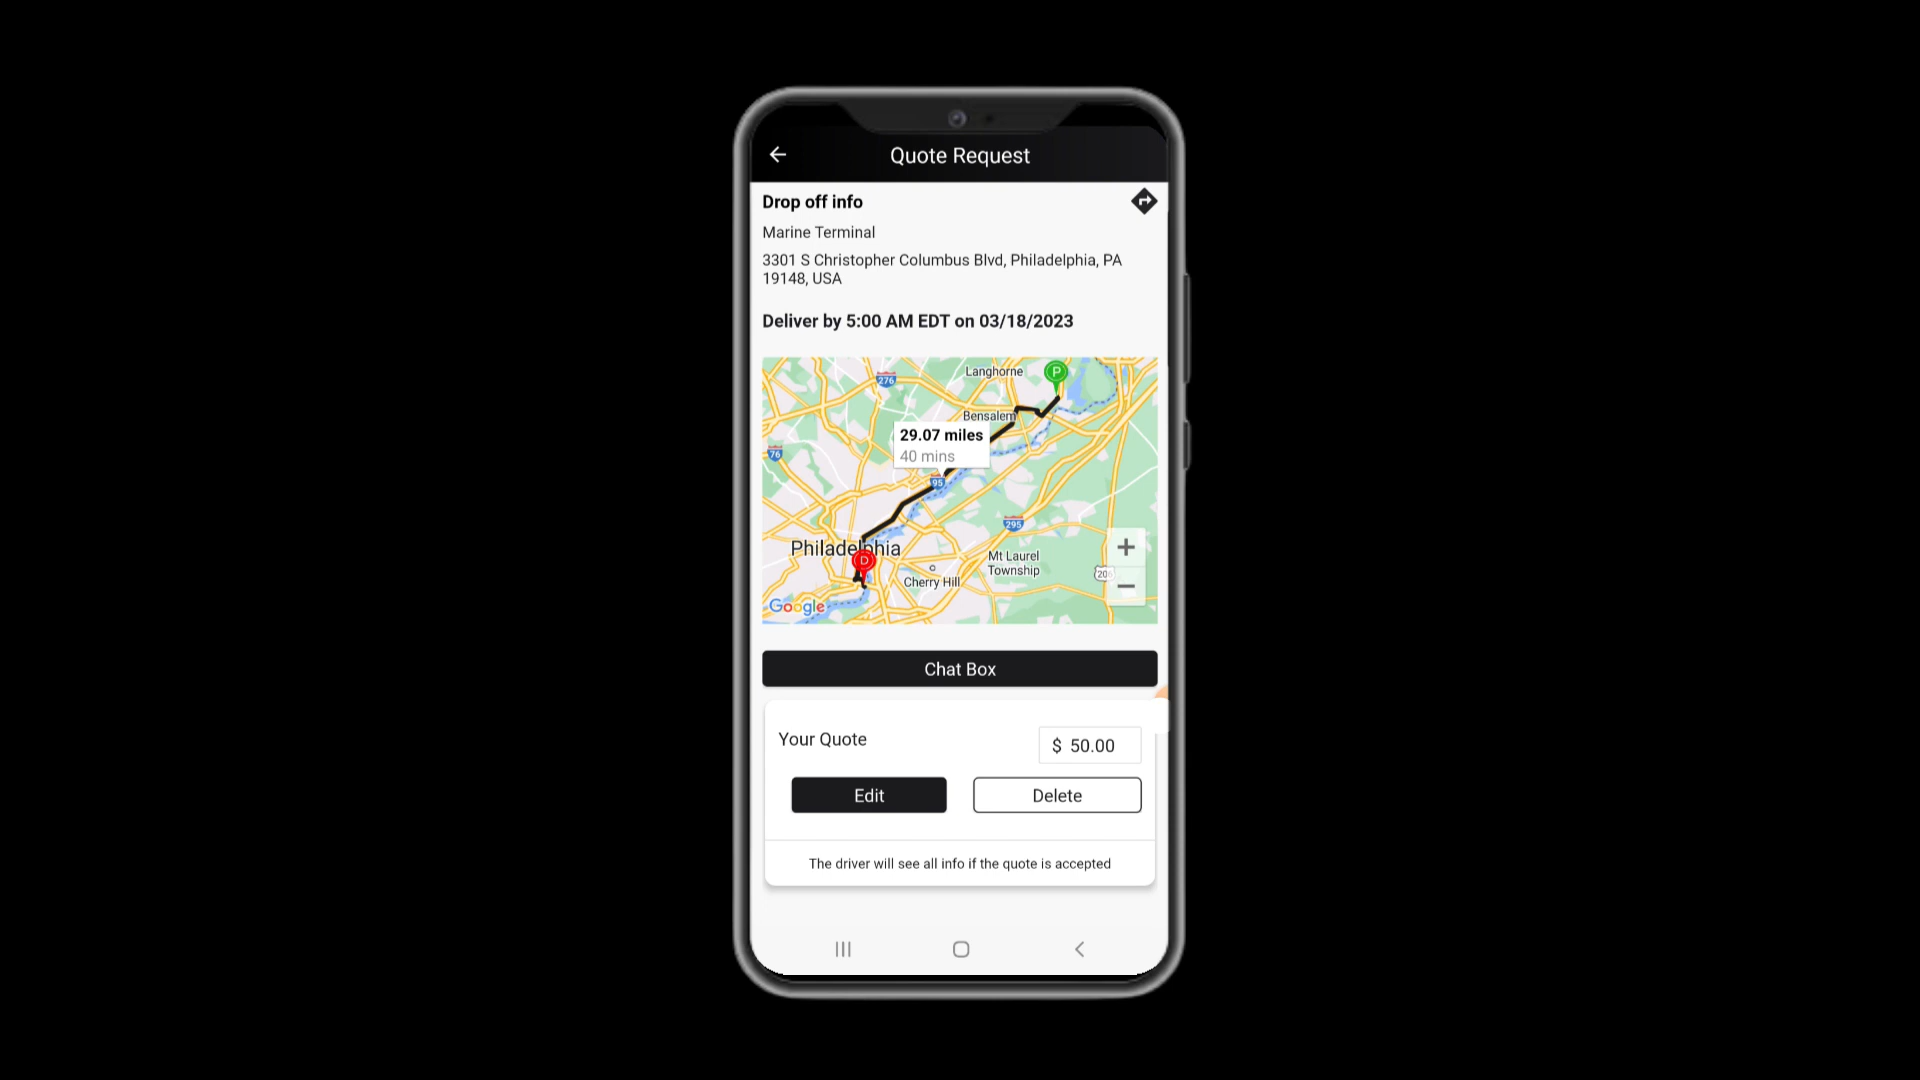 Quote Request
Drop off info
Marine Terminal
3301 S Christopher Columbus Blvd, Philadelphia, PA
19148, USA
Deliver by 5:00 AM EDT on 03/18/2023
Langhorne
P
276
Bensalem
29.07 miles
40 mins
76
95
295
Philadelphia
D
Mt Laurel
Township
Cherry Hill
206
+
−
Google
Chat Box
Your Quote
$ 50.00
Edit
Delete
The driver will see all info if the quote is accepted